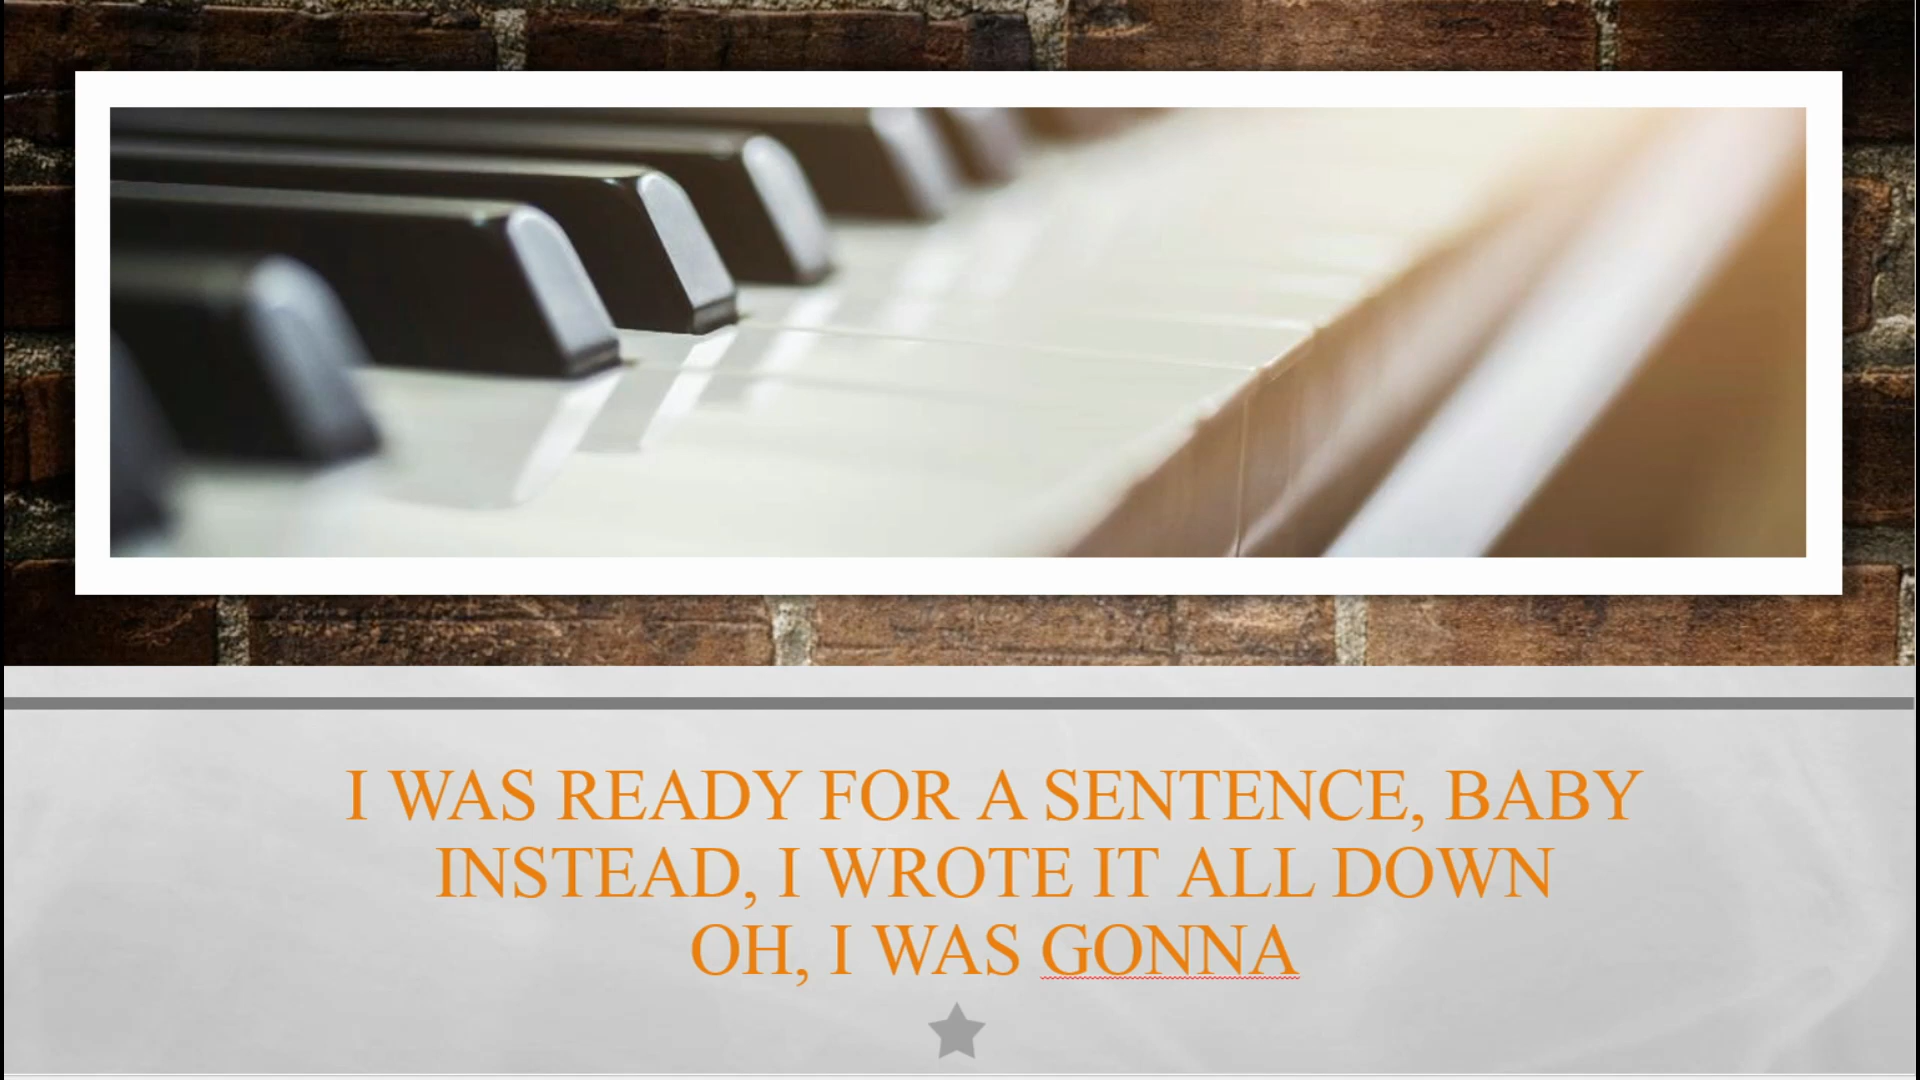 I WAS READY FOR A SENTENCE, BABY
INSTEAD, I WROTE IT ALL DOWN
OH, I WAS GONNA